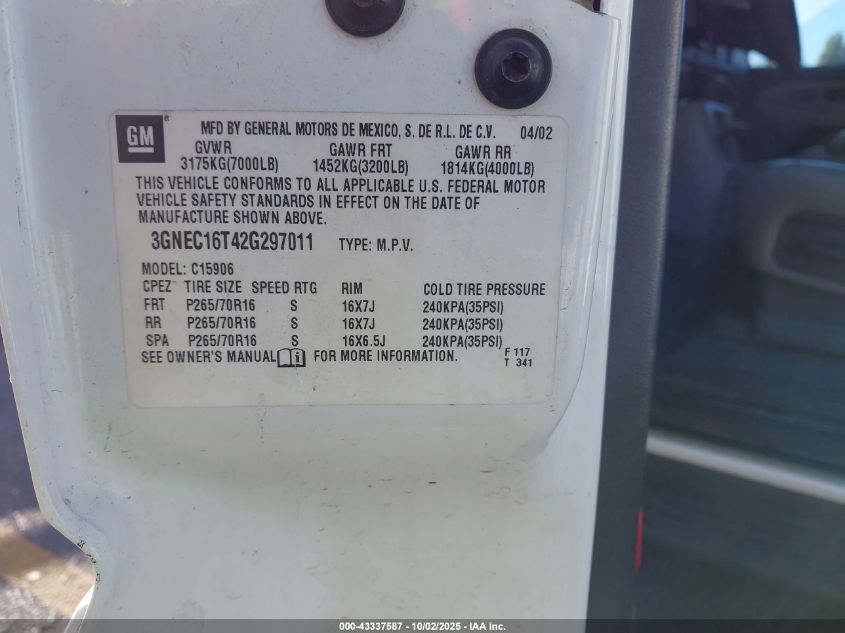 GM
MFD BY GENERAL MOTORS DE MEXICO, S. DE R.L. DE C.V. 04/02
GVWR GAWR FRT GAWR RR
3175KG(7000LB) 1452KG(3200LB) 1814KG(4000LB)
THIS VEHICLE CONFORMS TO ALL APPLICABLE U.S. FEDERAL MOTOR
VEHICLE SAFETY STANDARDS IN EFFECT ON THE DATE OF
MANUFACTURE SHOWN ABOVE.
3GNEC16T42G297011 TYPE: M.P.V.
MODEL: C15906
CPEZ TIRE SIZE SPEED RTG RIM COLD TIRE PRESSURE
FRT P265/70R16 S 16X7J 240KPA(35PSI)
RR P265/70R16 S 16X7J 240KPA(35PSI)
SPA P265/70R16 S 16X6.5J 240KPA(35PSI)
SEE OWNER'S MANUAL i FOR MORE INFORMATION. F 117
T 341
000-43337587 - 10/02/2025 - IAA Inc.